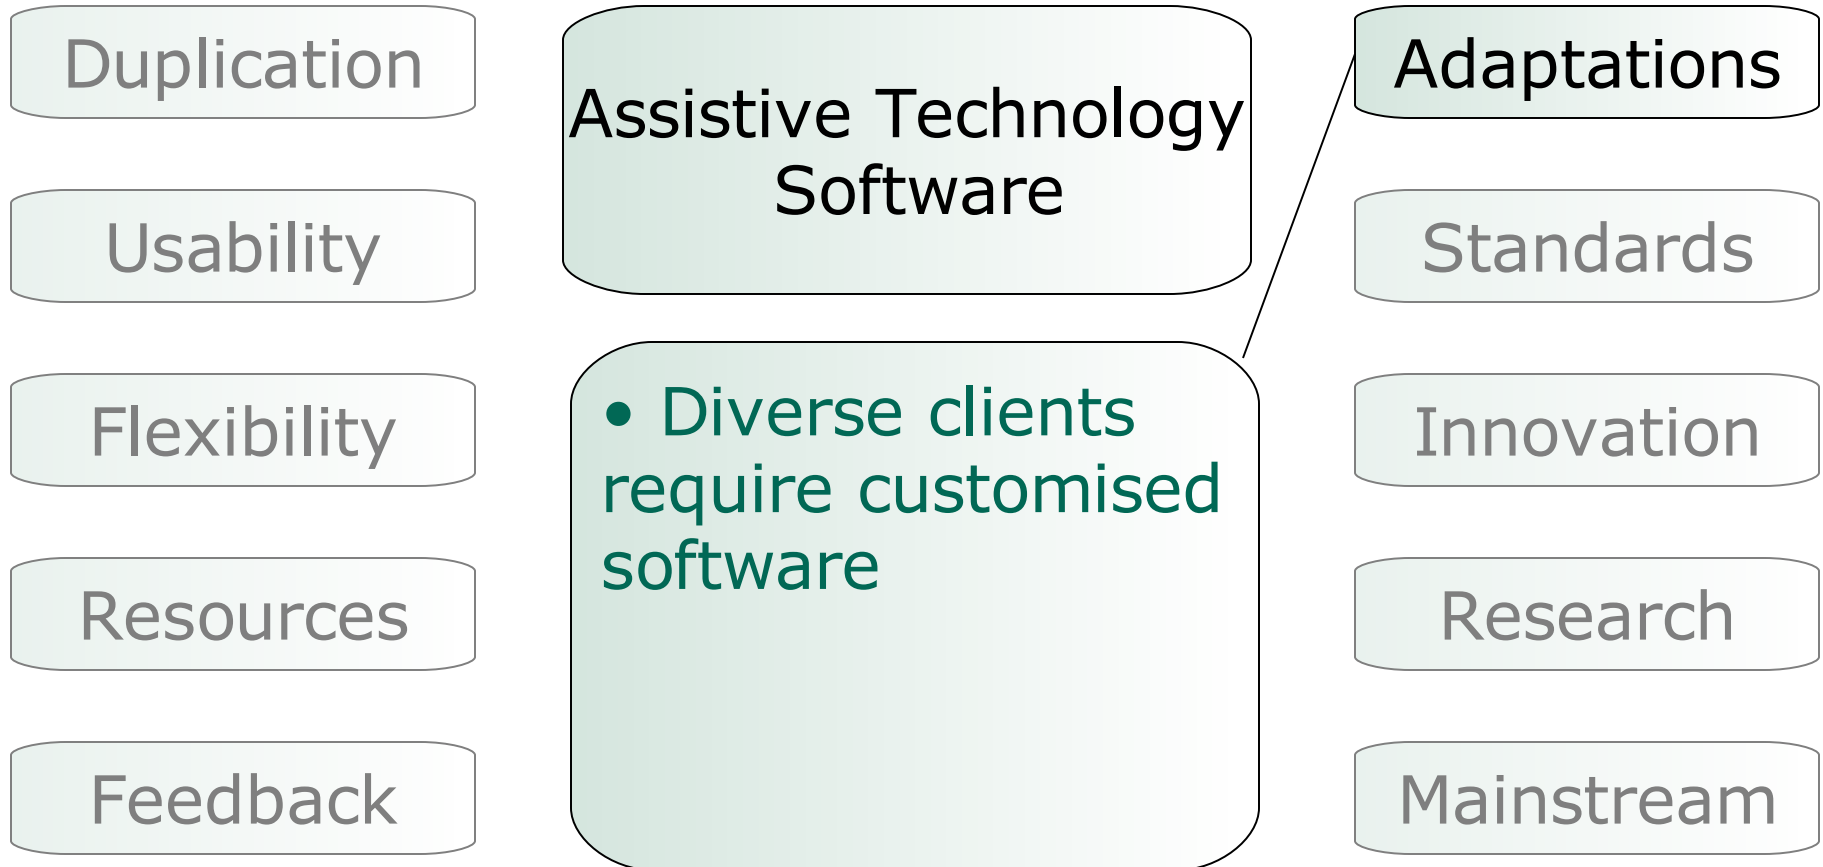 Duplication
Usability
Flexibility
Resources
Feedback
Assistive Technology
Software
• Diverse clients
require customised
software
Adaptations
Standards
Innovation
Research
Mainstream